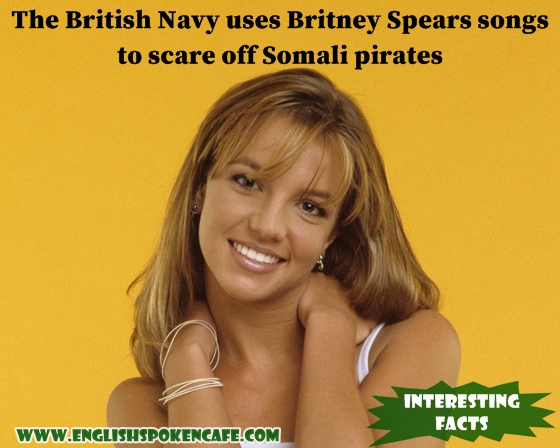 The British Navy uses Britney Spears songs
to scare off Somali pirates
INTERESTING
FACTS
WWW.ENGLISHSPOKENCAFE.COM